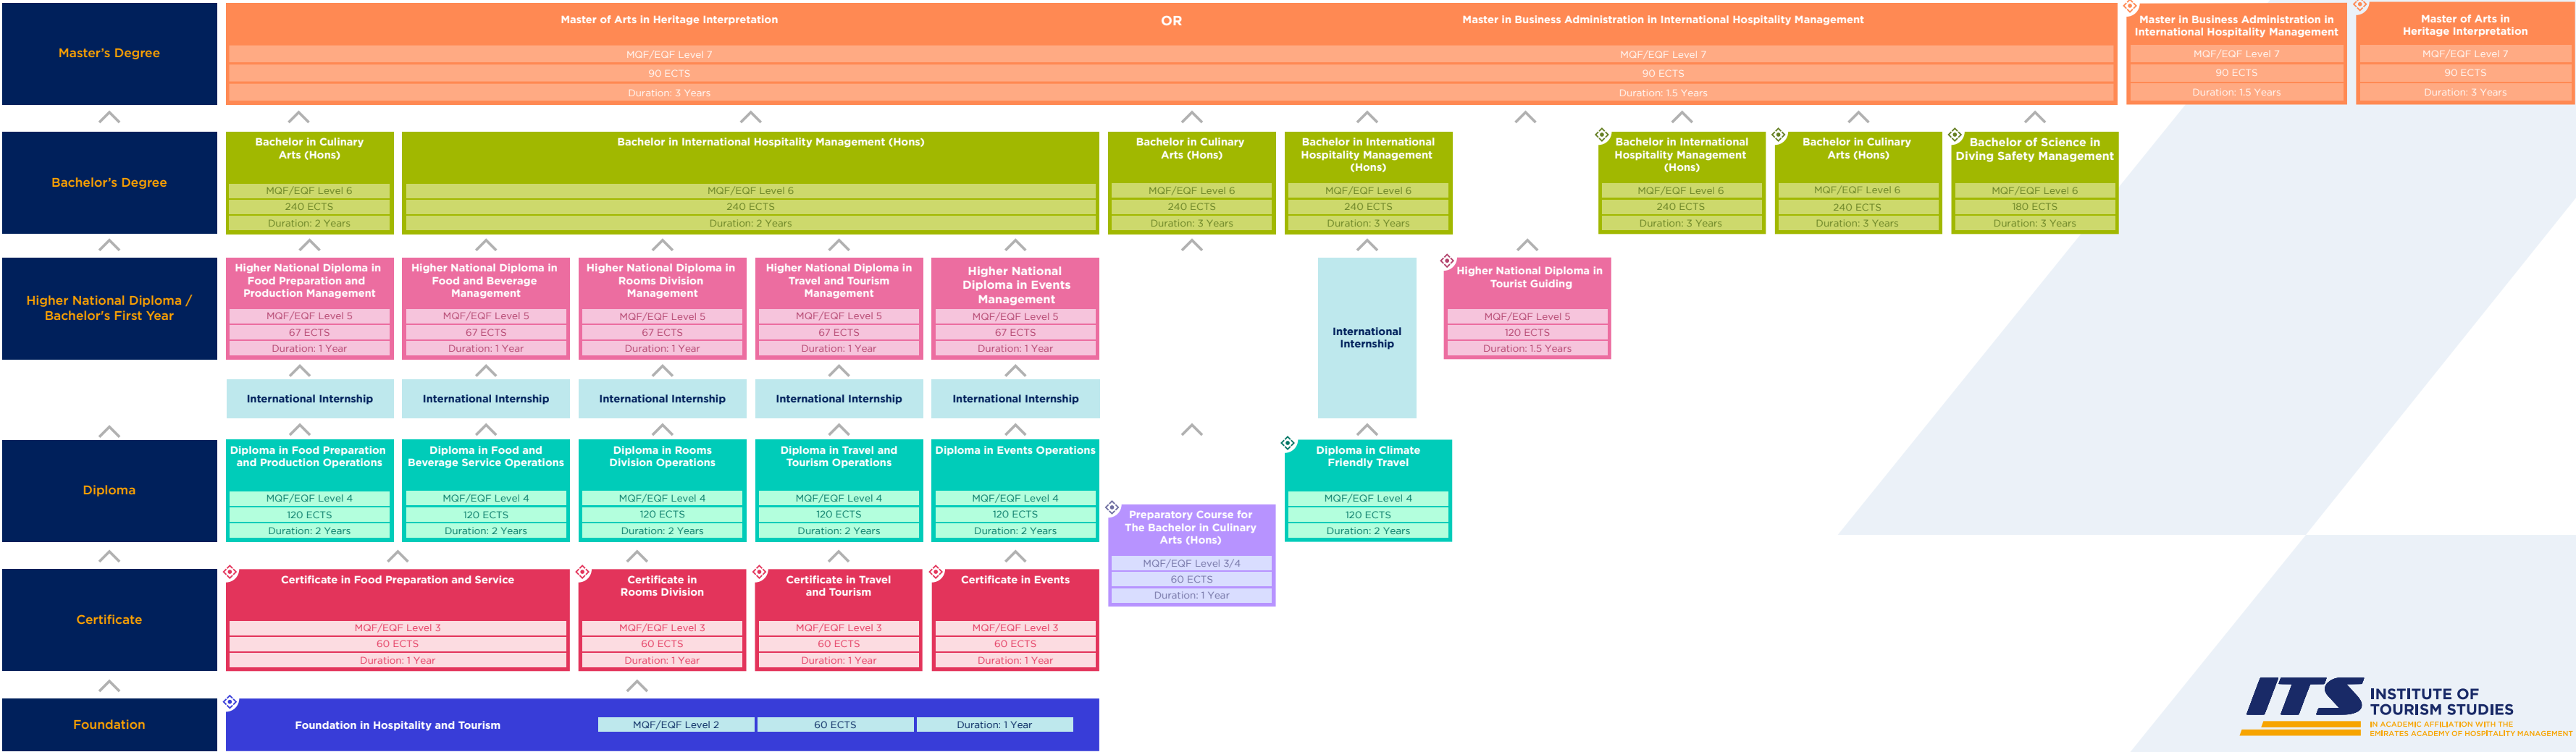 Master's Degree
Master of Arts in Heritage Interpretation
OR
Master in Business Administration in International Hospitality Management
MQF/EQF Level 7
MQF/EQF Level 7
90 ECTS
90 ECTS
Duration: 3 Years
Duration: 1.5 Years
Master in Business Administration in
International Hospitality Management
MQF/EQF Level 7
90 ECTS
Duration: 1.5 Years
Master of Arts in
Heritage Interpretation
MQF/EQF Level 7
90 ECTS
Duration: 3 Years
Bachelor's Degree
Bachelor in Culinary
Arts (Hons)
MQF/EQF Level 6
240 ECTS
Duration: 2 Years
Bachelor in International Hospitality Management (Hons)
MQF/EQF Level 6
240 ECTS
Duration: 2 Years
Bachelor in Culinary
Arts (Hons)
MQF/EQF Level 6
240 ECTS
Duration: 3 Years
Bachelor in International
Hospitality Management
(Hons)
MQF/EQF Level 6
240 ECTS
Duration: 3 Years
Bachelor in International
Hospitality Management
(Hons)
MQF/EQF Level 6
240 ECTS
Duration: 3 Years
Bachelor in Culinary
Arts (Hons)
MQF/EQF Level 6
240 ECTS
Duration: 3 Years
Bachelor of Science in
Diving Safety Management
MQF/EQF Level 6
180 ECTS
Duration: 3 Years
Higher National Diploma /
Bachelor's First Year
Higher National Diploma in
Food Preparation and
Production Management
MQF/EQF Level 5
67 ECTS
Duration: 1 Year
Higher National Diploma in
Food and Beverage
Management
MQF/EQF Level 5
67 ECTS
Duration: 1 Year
Higher National Diploma in
Rooms Division
Management
MQF/EQF Level 5
67 ECTS
Duration: 1 Year
Higher National Diploma in
Travel and Tourism
Management
MQF/EQF Level 5
67 ECTS
Duration: 1 Year
Higher National
Diploma in Events
Management
MQF/EQF Level 5
67 ECTS
Duration: 1 Year
International
Internship
Higher National Diploma in
Tourist Guiding
MQF/EQF Level 5
120 ECTS
Duration: 1.5 Years
International Internship
International Internship
International Internship
International Internship
International Internship
Diploma
Diploma in Food Preparation
and Production Operations
MQF/EQF Level 4
120 ECTS
Duration: 2 Years
Diploma in Food and
Beverage Service Operations
MQF/EQF Level 4
120 ECTS
Duration: 2 Years
Diploma in Rooms
Division Operations
MQF/EQF Level 4
120 ECTS
Duration: 2 Years
Diploma in Travel and
Tourism Operations
MQF/EQF Level 4
120 ECTS
Duration: 2 Years
Diploma in Events Operations
MQF/EQF Level 4
120 ECTS
Duration: 2 Years
Preparatory Course for
The Bachelor in Culinary
Arts (Hons)
MQF/EQF Level 3/4
60 ECTS
Duration: 1 Year
Diploma in Climate
Friendly Travel
MQF/EQF Level 4
120 ECTS
Duration: 2 Years
Certificate
Certificate in Food Preparation and Service
MQF/EQF Level 3
60 ECTS
Duration: 1 Year
Certificate in
Rooms Division
MQF/EQF Level 3
60 ECTS
Duration: 1 Year
Certificate in Travel
and Tourism
MQF/EQF Level 3
60 ECTS
Duration: 1 Year
Certificate in Events
MQF/EQF Level 3
60 ECTS
Duration: 1 Year
Foundation
Foundation in Hospitality and Tourism
MQF/EQF Level 2
60 ECTS
Duration: 1 Year
ITS
INSTITUTE OF
TOURISM STUDIES
IN ACADEMIC AFFILIATION WITH THE
EMIRATES ACADEMY OF HOSPITALITY MANAGEMENT